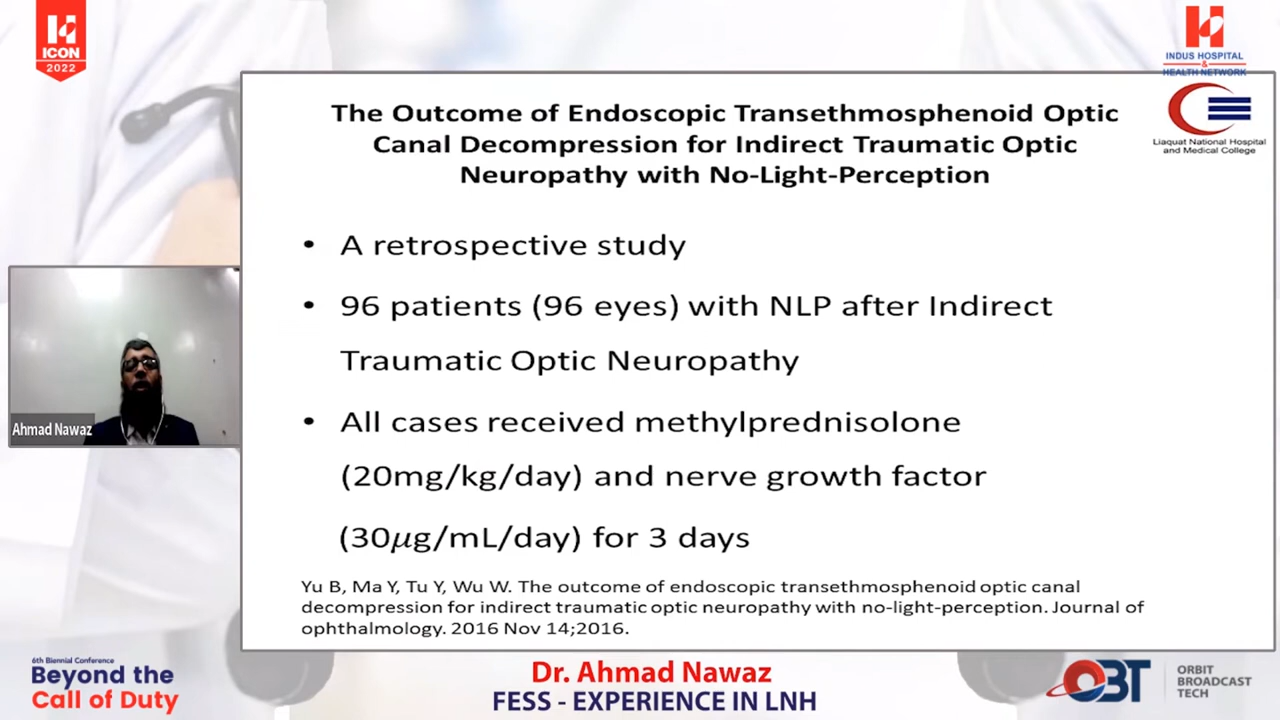 ICON
2022
INDUS HOSPITAL
&
HEALTH NETWORK
The Outcome of Endoscopic Transethmosphenoid Optic
Canal Decompression for Indirect Traumatic Optic
Neuropathy with No-Light-Perception
Liaquat National Hospital
and Medical College
• A retrospective study
• 96 patients (96 eyes) with NLP after Indirect
Traumatic Optic Neuropathy
• All cases received methylprednisolone
(20mg/kg/day) and nerve growth factor
(30μg/mL/day) for 3 days
Yu B, Ma Y, Tu Y, Wu W. The outcome of endoscopic transethmosphenoid optic canal
decompression for indirect traumatic optic neuropathy with no-light-perception. Journal of
ophthalmology. 2016 Nov 14;2016.
Ahmad Nawaz
6th Biennial Conference
Beyond the
Call of Duty
Dr. Ahmad Nawaz
FESS - EXPERIENCE IN LNH
OBT
ORBIT
BROADCAST
TECH